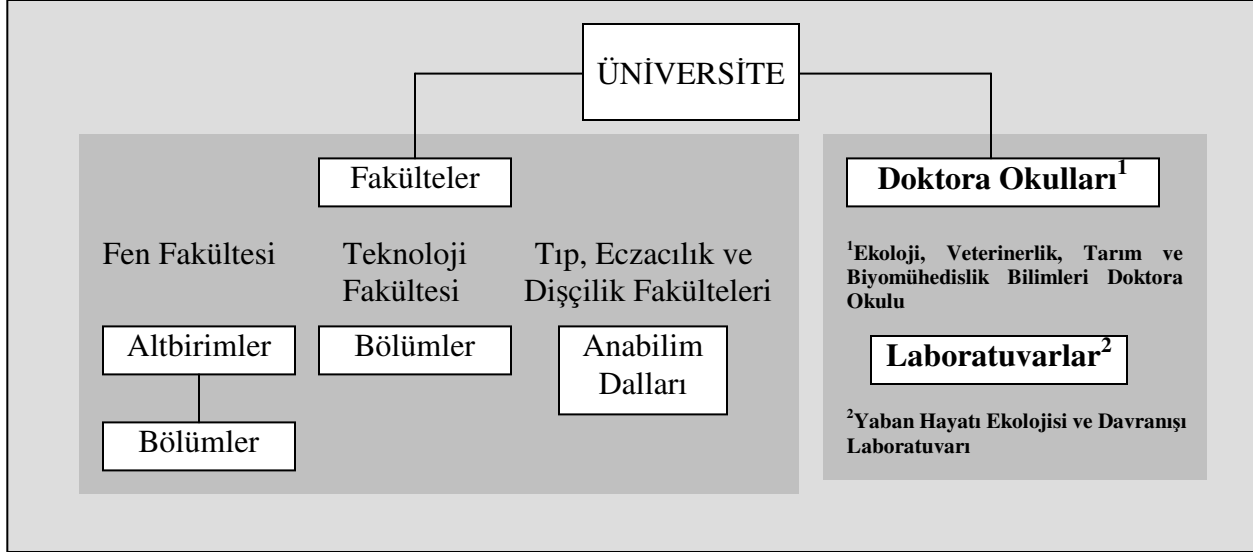 ÜNİVERSİTE
Fakülteler
Fen Fakültesi
Teknoloji
Fakültesi
Tıp, Eczacılık ve
Dişçilik Fakülteleri
Altbirimler
Bölümler
Anabilim
Dalları
Bölümler
Doktora Okulları¹
¹Ekoloji, Veterinerlik, Tarım ve
Biyomühedislik Bilimleri Doktora
Okulu
Laboratuvarlar²
²Yaban Hayatı Ekolojisi ve Davranışı
Laboratuvarı